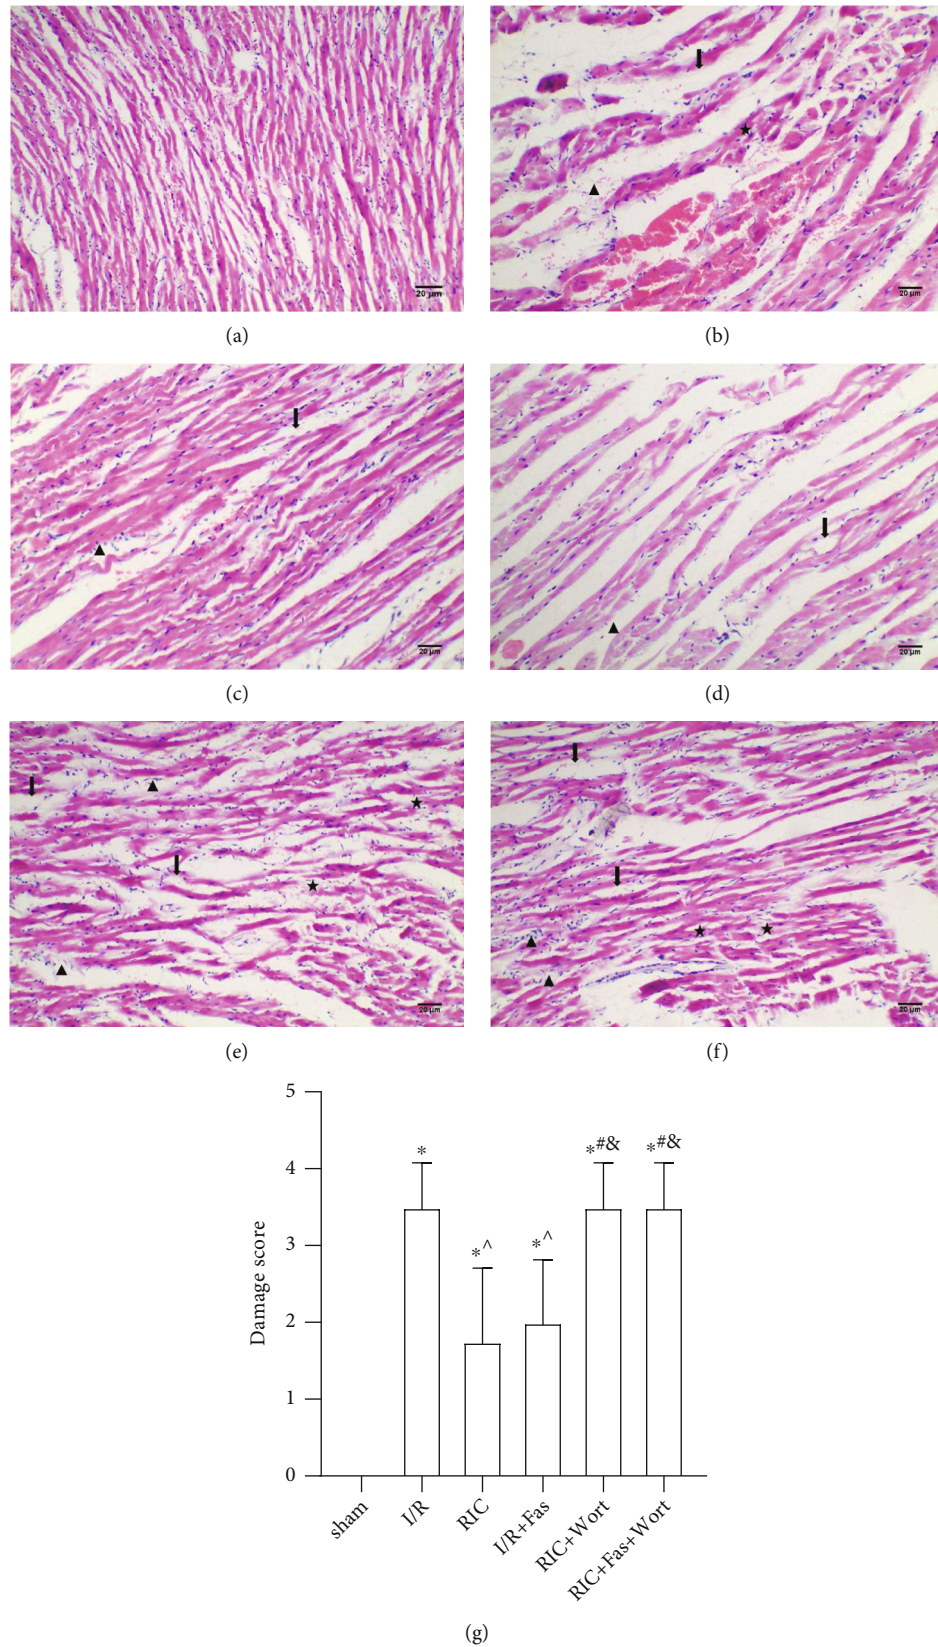 20 μm
20 μm
(a)
(b)
20 μm
20 μm
(c)
(d)
20 μm
20 μm
(e)
(f)
5
4
3
2
1
0
Damage score
*
*^
*^
*#&
*#&
sham
I/R
RIC
I/R+Fas
RIC+Wort
RIC+Fas+Wort
(g)